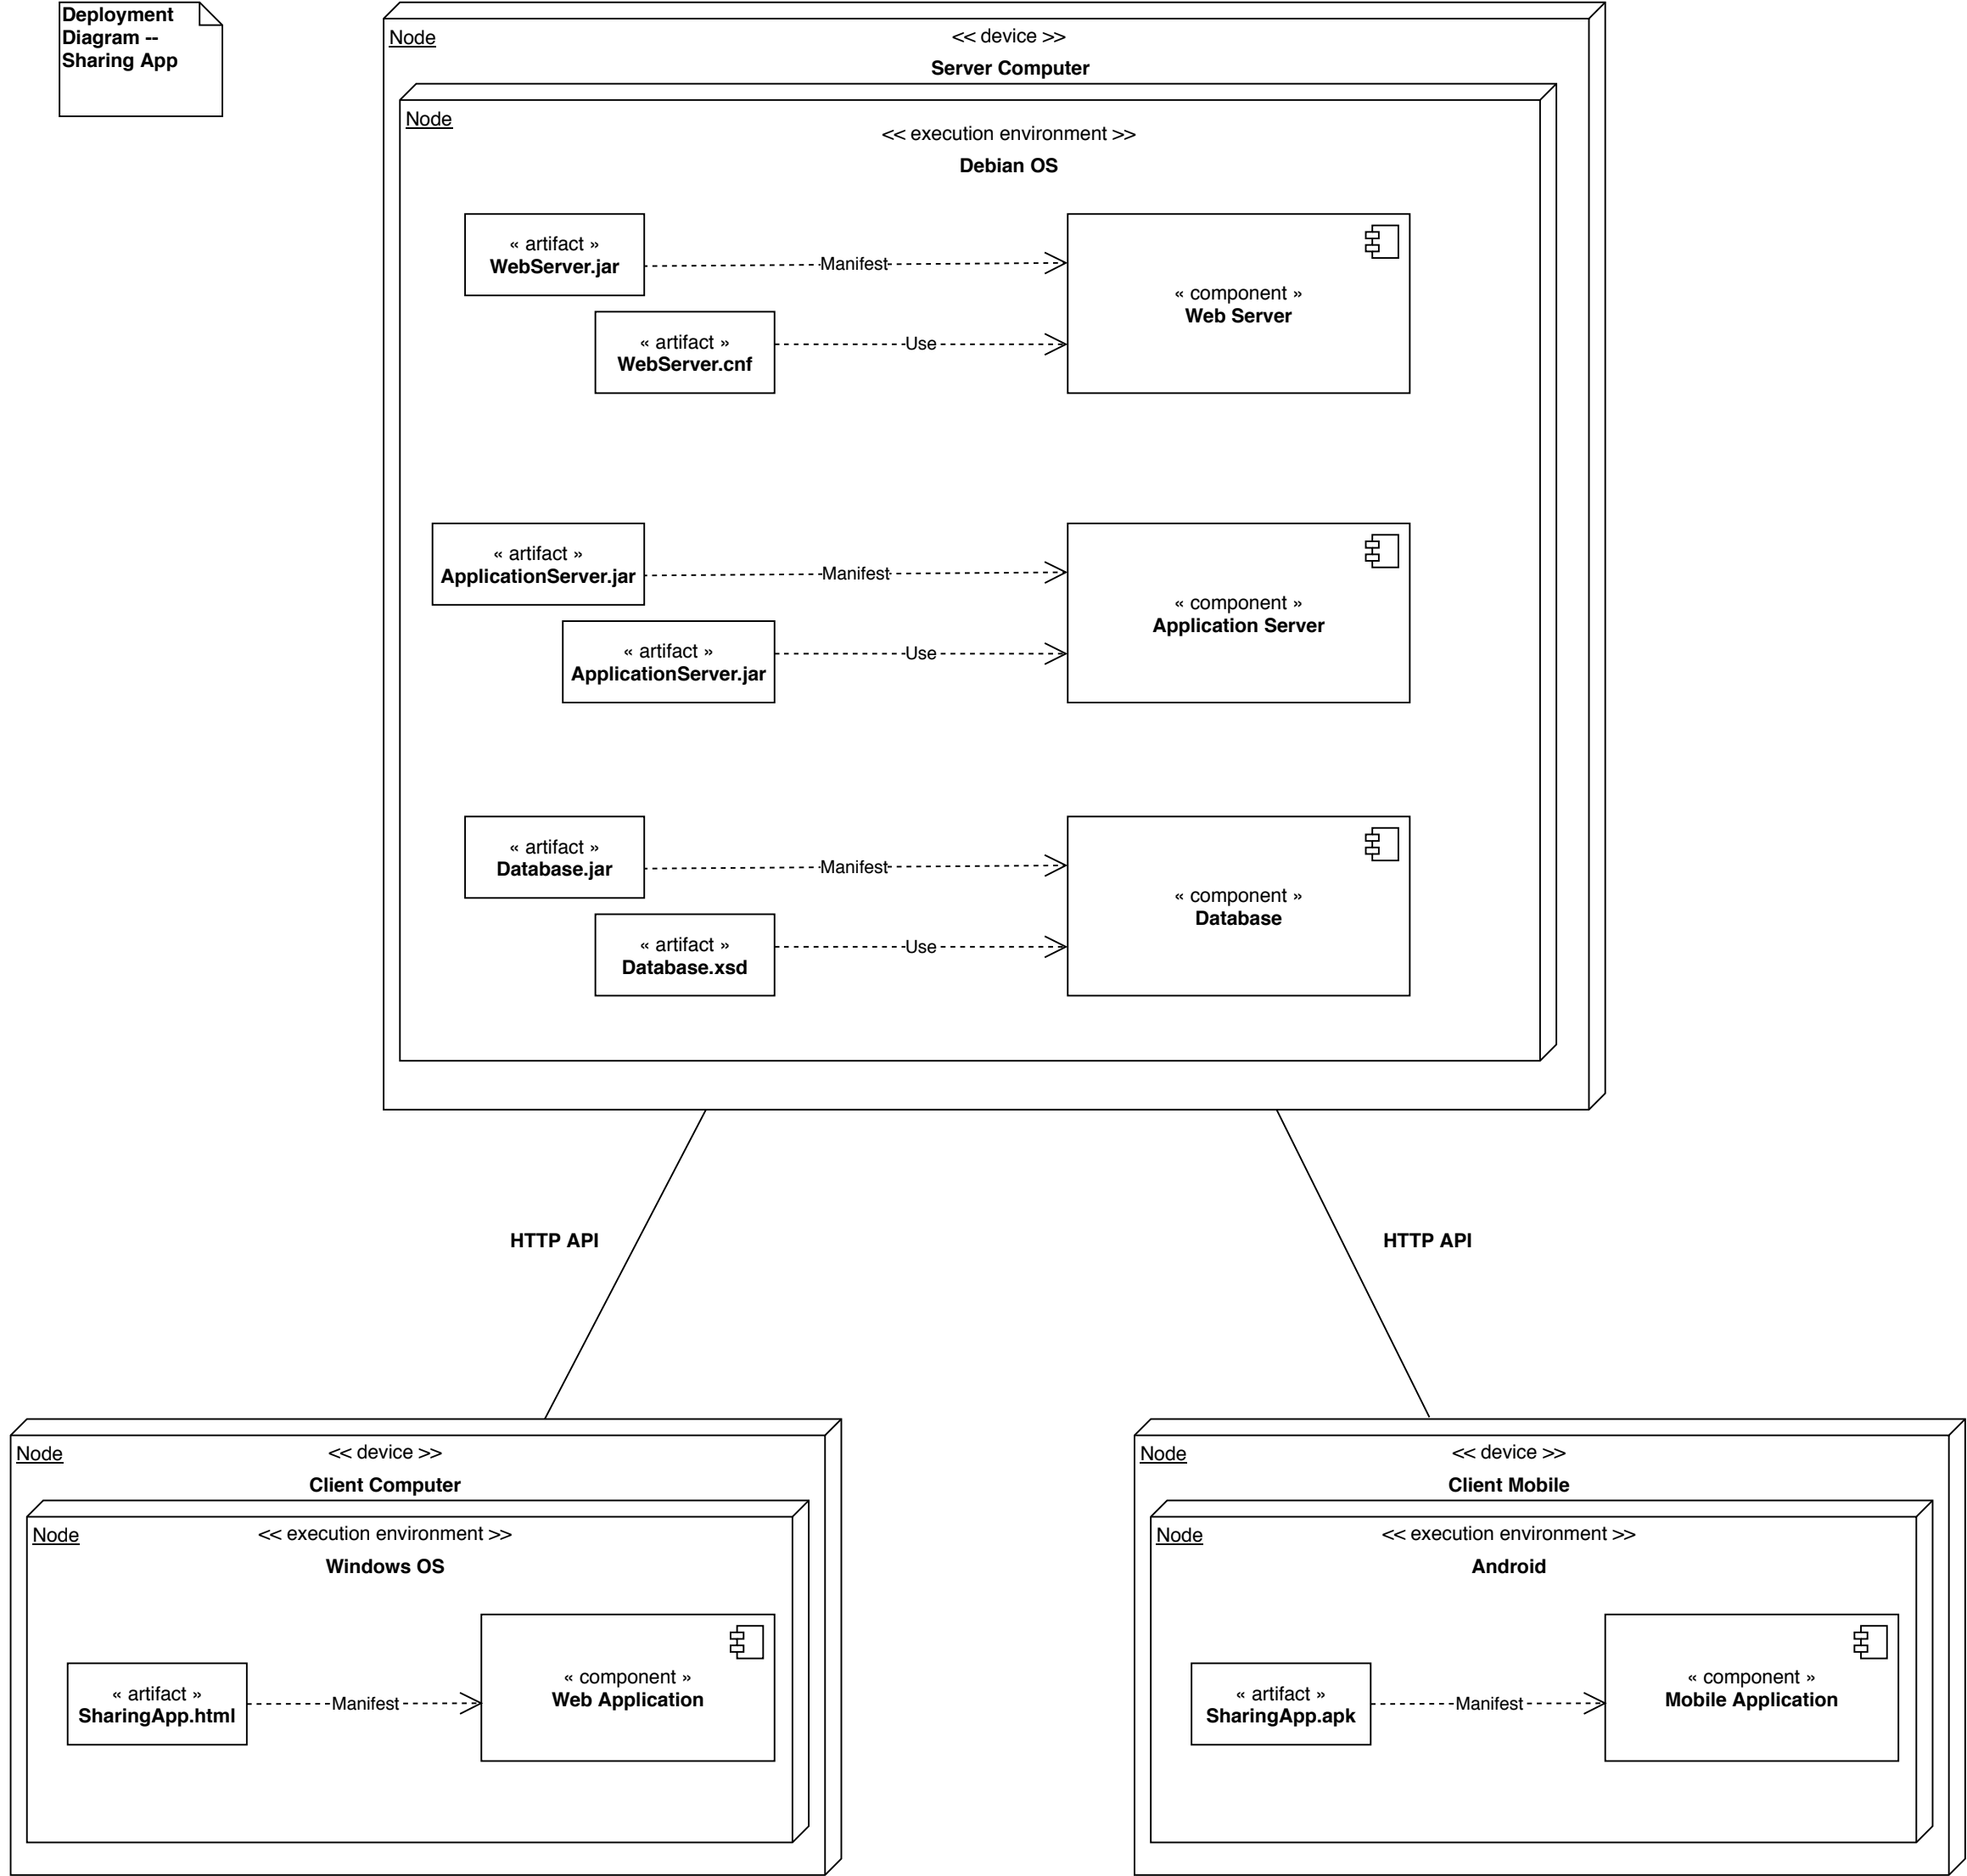 Deployment
Diagram --
Sharing App
Node
<< device >>
Server Computer
Node
<< execution environment >>
Debian OS
« artifact »
WebServer.jar
Manifest
« artifact »
WebServer.cnf
Use
« component »
Web Server
« artifact »
ApplicationServer.jar
Manifest
« artifact »
ApplicationServer.jar
Use
« component »
Application Server
« artifact »
Database.jar
Manifest
« artifact »
Database.xsd
Use
« component »
Database
HTTP API
HTTP API
Node
<< device >>
Client Computer
Node
<< execution environment >>
Windows OS
« artifact »
SharingApp.html
Manifest
« component »
Web Application
Node
<< device >>
Client Mobile
Node
<< execution environment >>
Android
« artifact »
SharingApp.apk
Manifest
« component »
Mobile Application